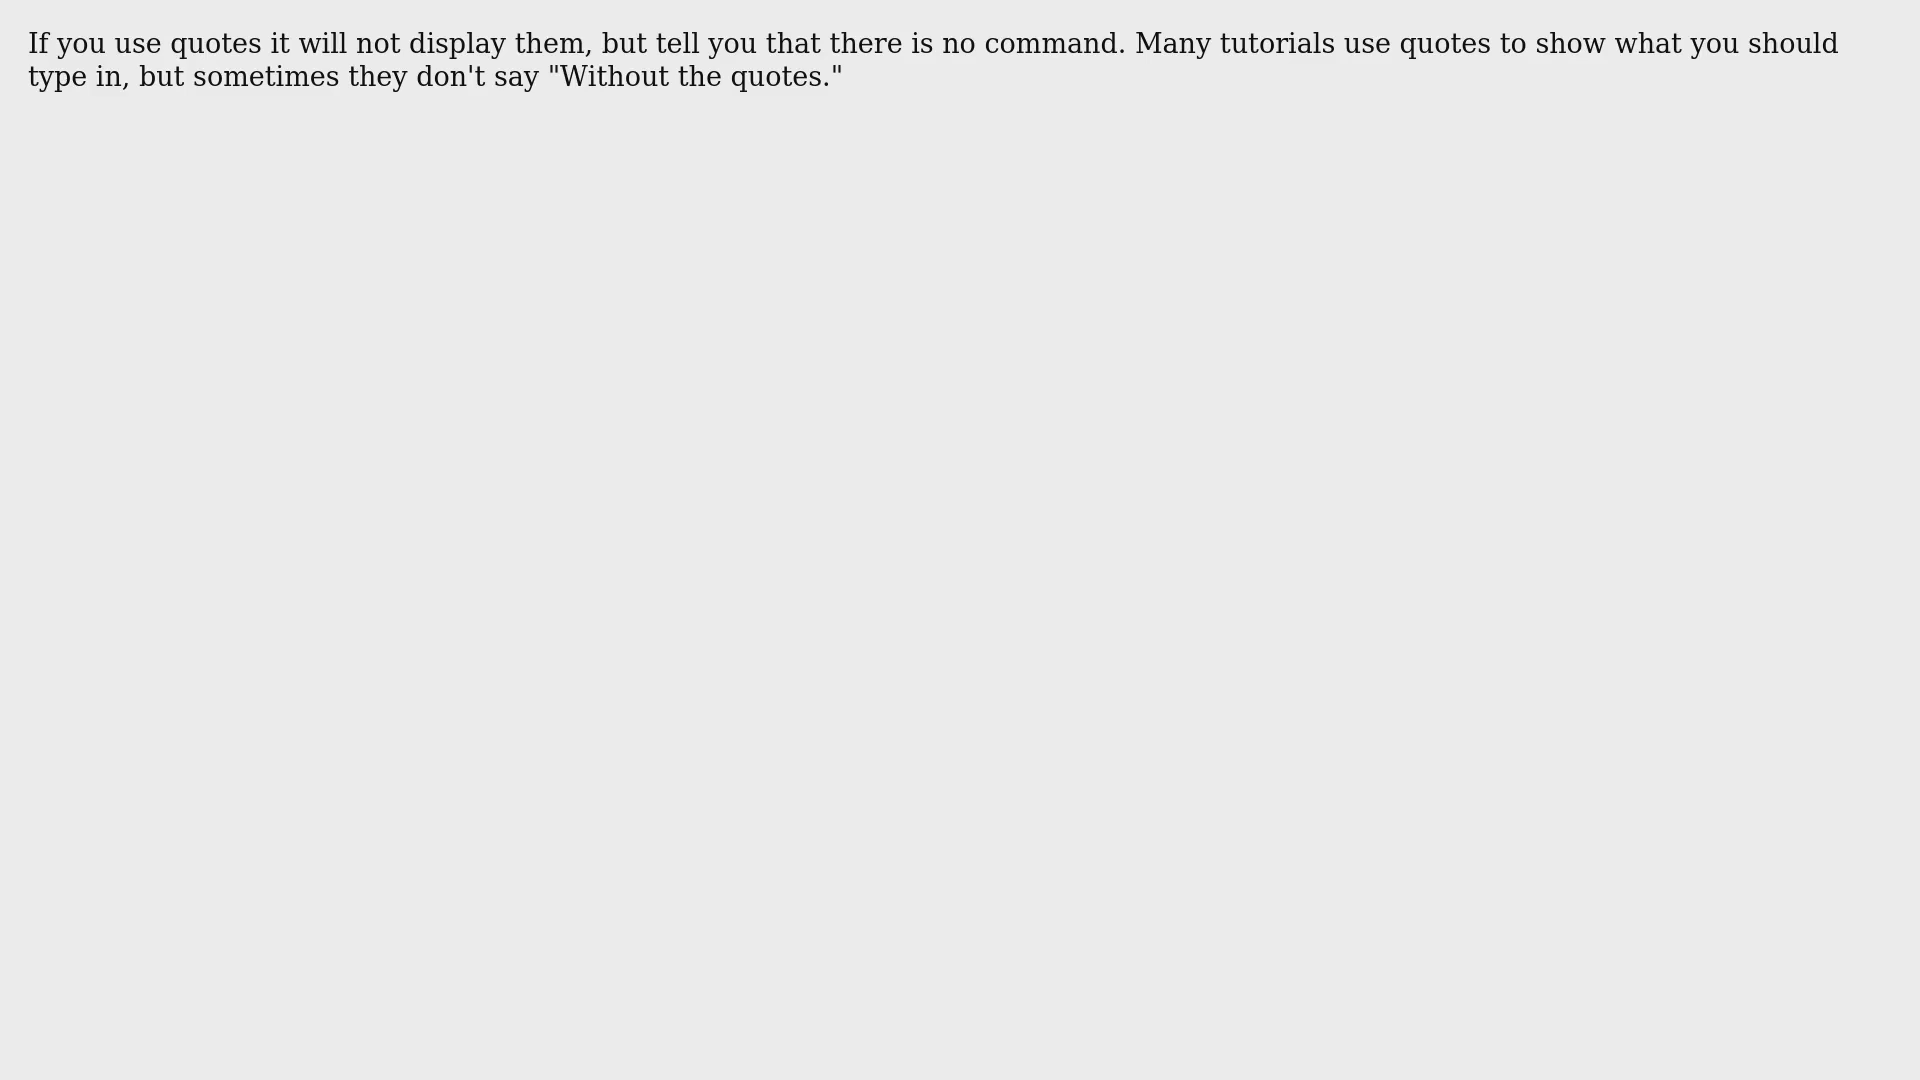 If you use quotes it will not display them, but tell you that there is no command. Many tutorials use quotes to show what you should
type in, but sometimes they don't say "Without the quotes."